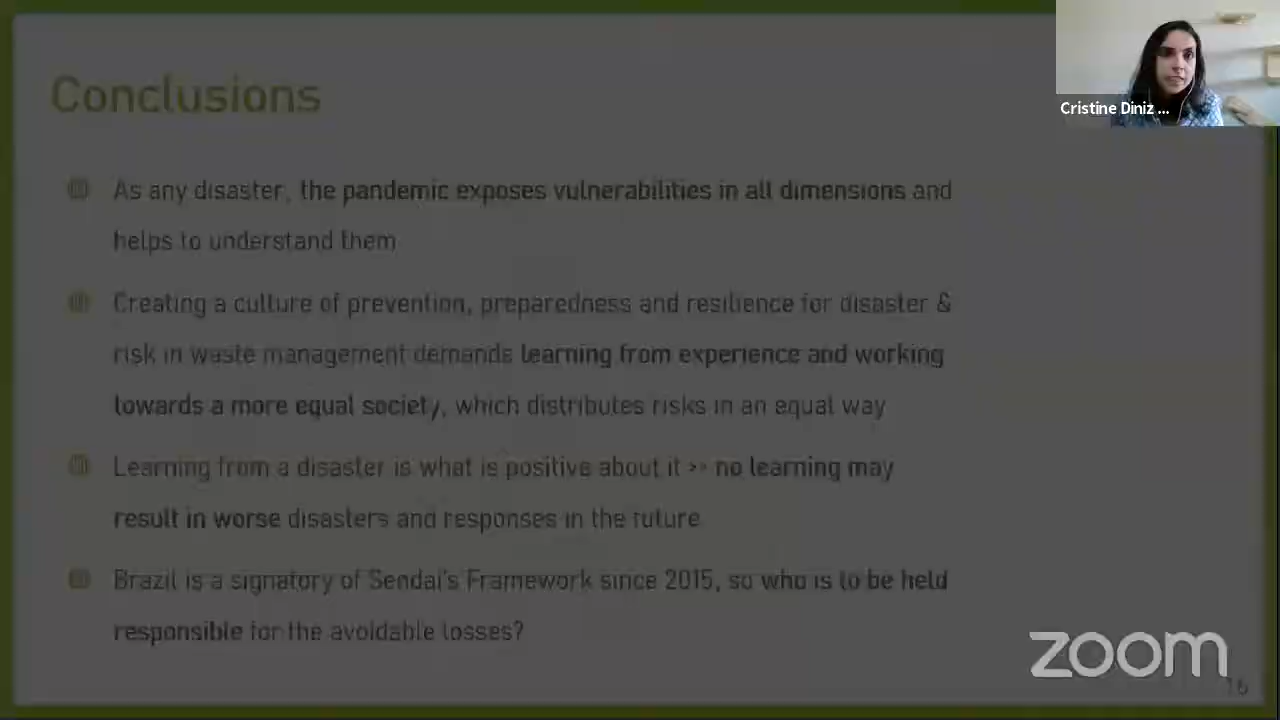 Conclusions
Cristine Diniz ...
As any disaster, the pandemic exposes vulnerabilities in all dimensions and
helps to understand them
Creating a culture of prevention, preparedness and resilience for disaster &
risk in waste management demands learning from experience and working
towards a more equal society, which distributes risks in an equal way
Learning from a disaster is what is positive about it >> no learning may
result in worse disasters and responses in the future
Brazil is a signatory of Sendai's Framework since 2015, so who is to be held
responsible for the avoidable losses?
zoom
16